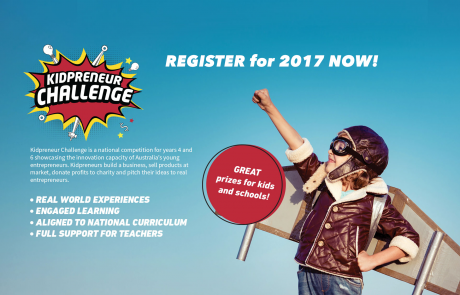 REGISTER for 2017 NOW!
KIDPRENEUR
CHALLENGE
Kidpreneur Challenge is a national competition for years 4 and
6 showcasing the innovation capacity of Australia's young
entrepreneurs. Kidpreneurs build a business, sell products at
market, donate profits to charity and pitch their ideas to real
entrepreneurs.
• REAL WORLD EXPERIENCES
• ENGAGED LEARNING
• ALIGNED TO NATIONAL CURRICULUM
• FULL SUPPORT FOR TEACHERS
GREAT
prizes for kids
and schools!